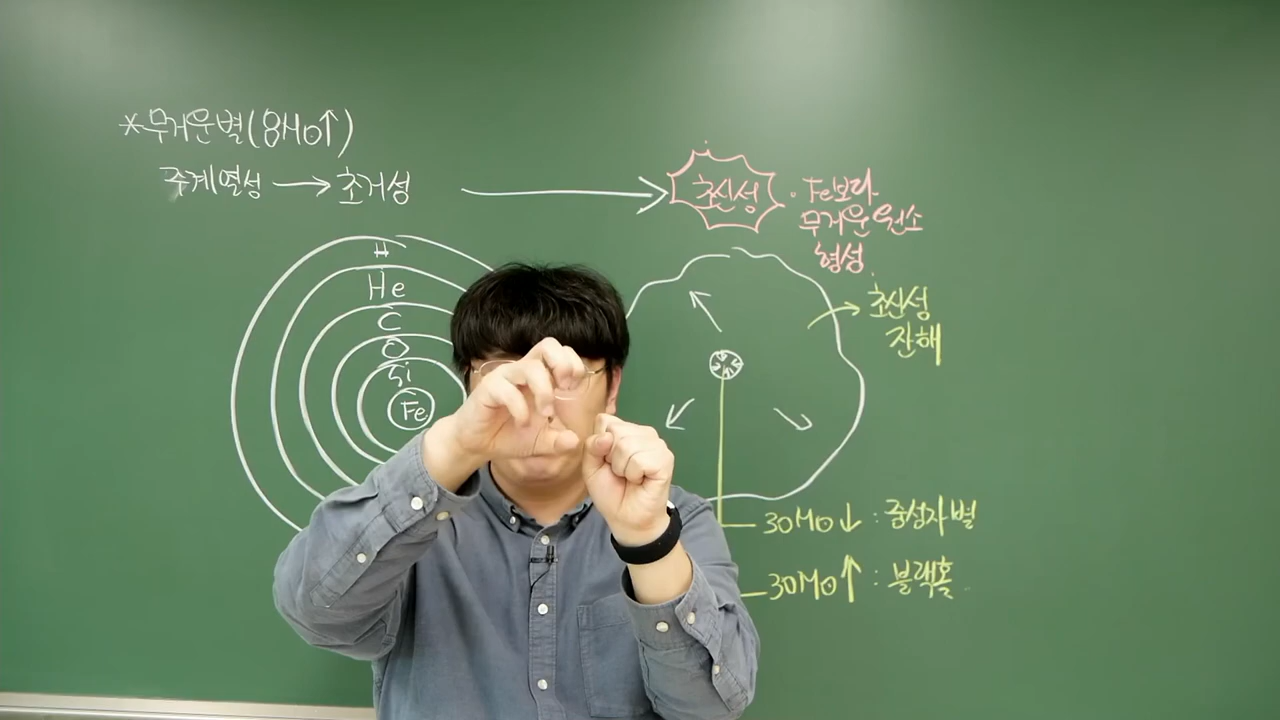 *무거운 별(8M⊙↑)
주계열성 → 초거성 → 초신성
· Fe보다
무거운 원소
형성
H
He
C
O
Si
Fe
초신성
잔해
30M⊙↓ : 중성자별
30M⊙↑ : 블랙홀